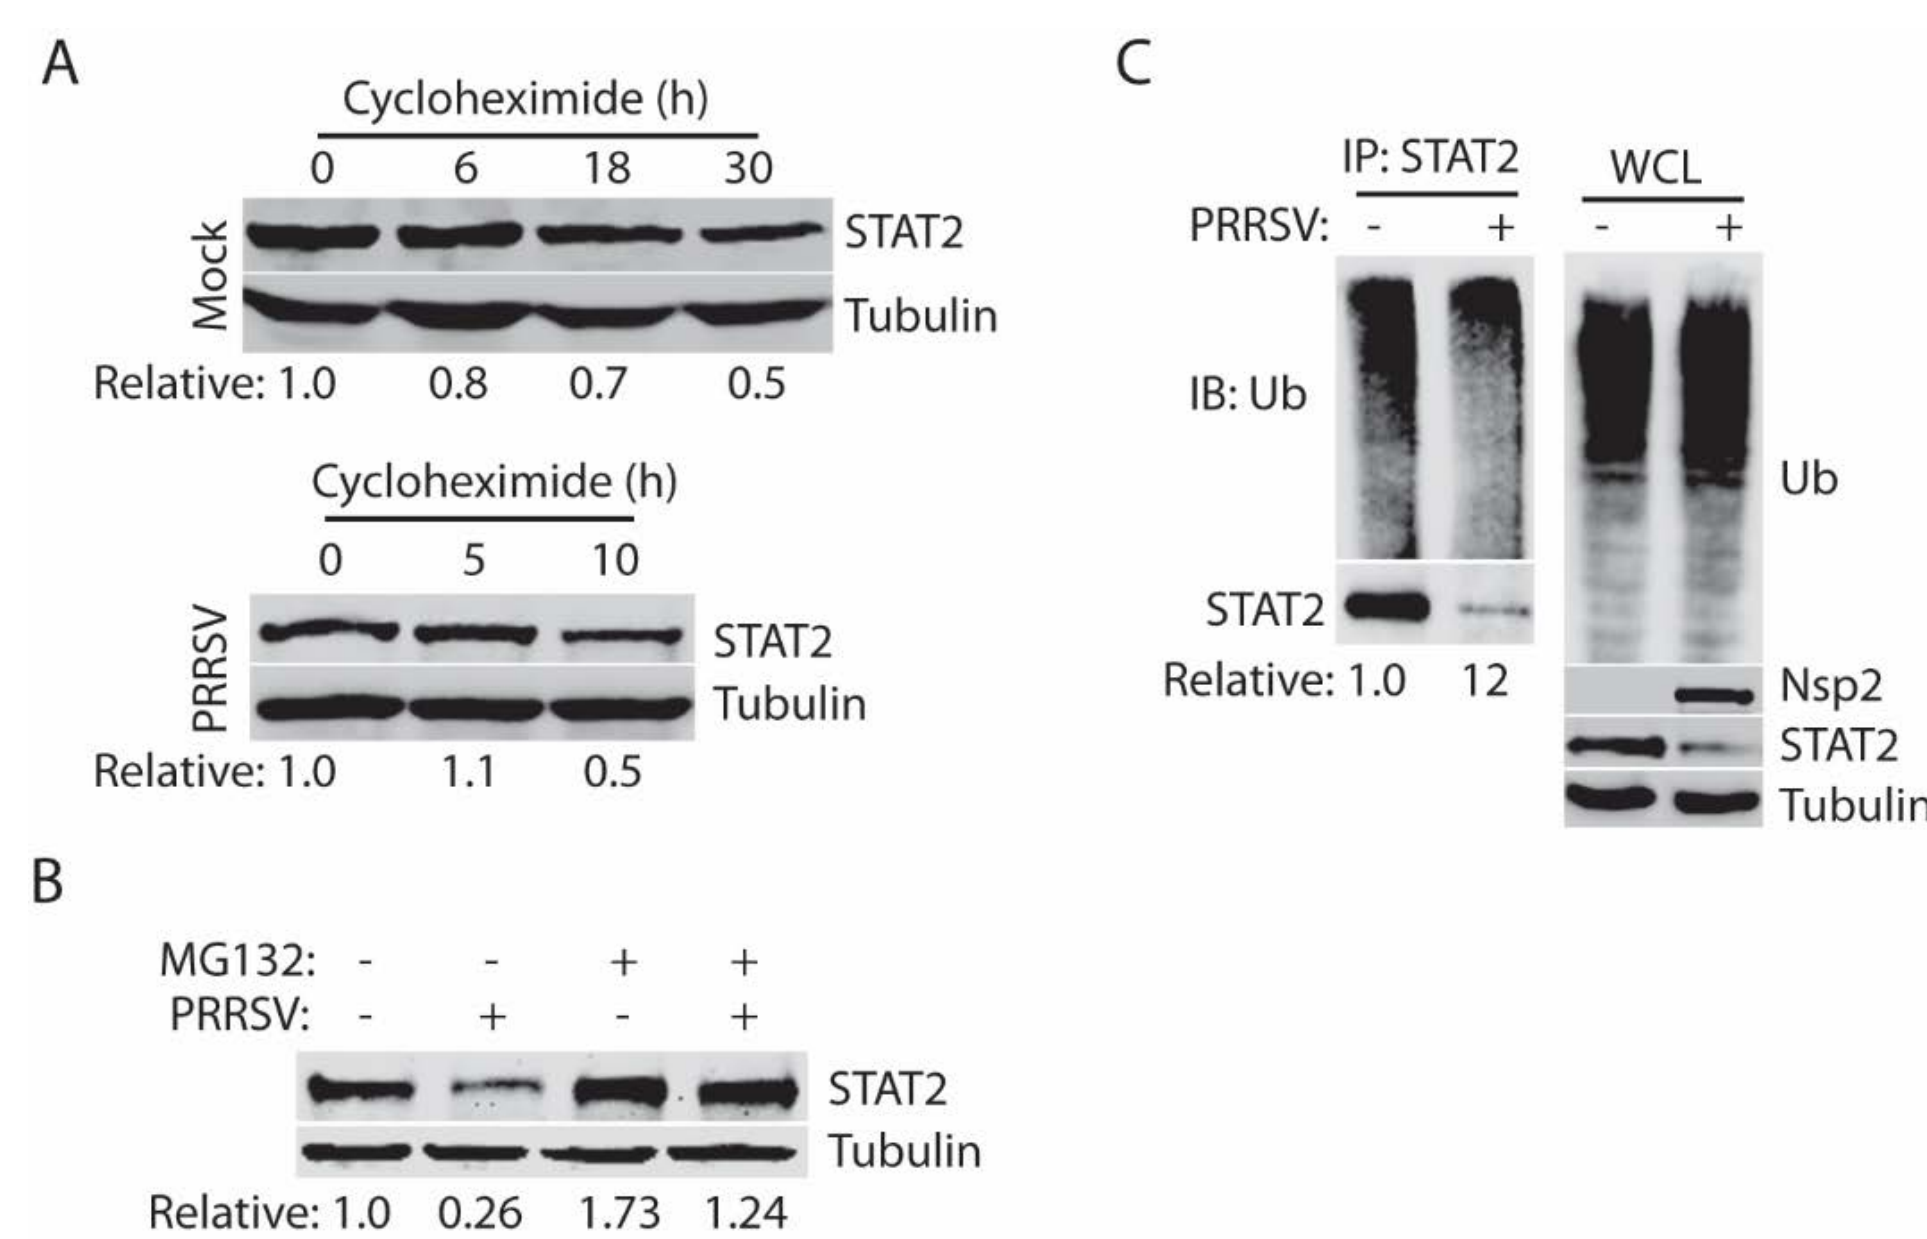 A
Cycloheximide (h)
0 6 18 30
Mock
STAT2
Tubulin
Relative: 1.0 0.8 0.7 0.5
Cycloheximide (h)
0 5 10
PRRSV
STAT2
Tubulin
Relative: 1.0 1.1 0.5
B
MG132: - - + +
PRRSV: - + - +
STAT2
Tubulin
Relative: 1.0 0.26 1.73 1.24
C
IP: STAT2 WCL
PRRSV: - + - +
IB: Ub
Ub
STAT2
Relative: 1.0 12
Nsp2
STAT2
Tubulin